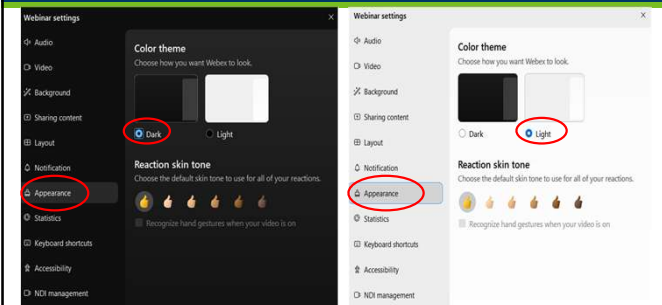 Webinar settings
Audio
Video
Background
Sharing content
Layout
Notification
Appearance
Statistics
Keyboard shortcuts
Accessibility
NDI management
Color theme
Choose how you want Webex to look.
Dark
Light
Reaction skin tone
Choose the default skin tone to use for all of your reactions.
Recognize hand gestures when your video is on
Webinar settings
Audio
Video
Background
Sharing content
Layout
Notification
Appearance
Statistics
Keyboard shortcuts
Accessibility
NDI management
Color theme
Choose how you want Webex to look.
Dark
Light
Reaction skin tone
Choose the default skin tone to use for all of your reactions.
Recognize hand gestures when your video is on